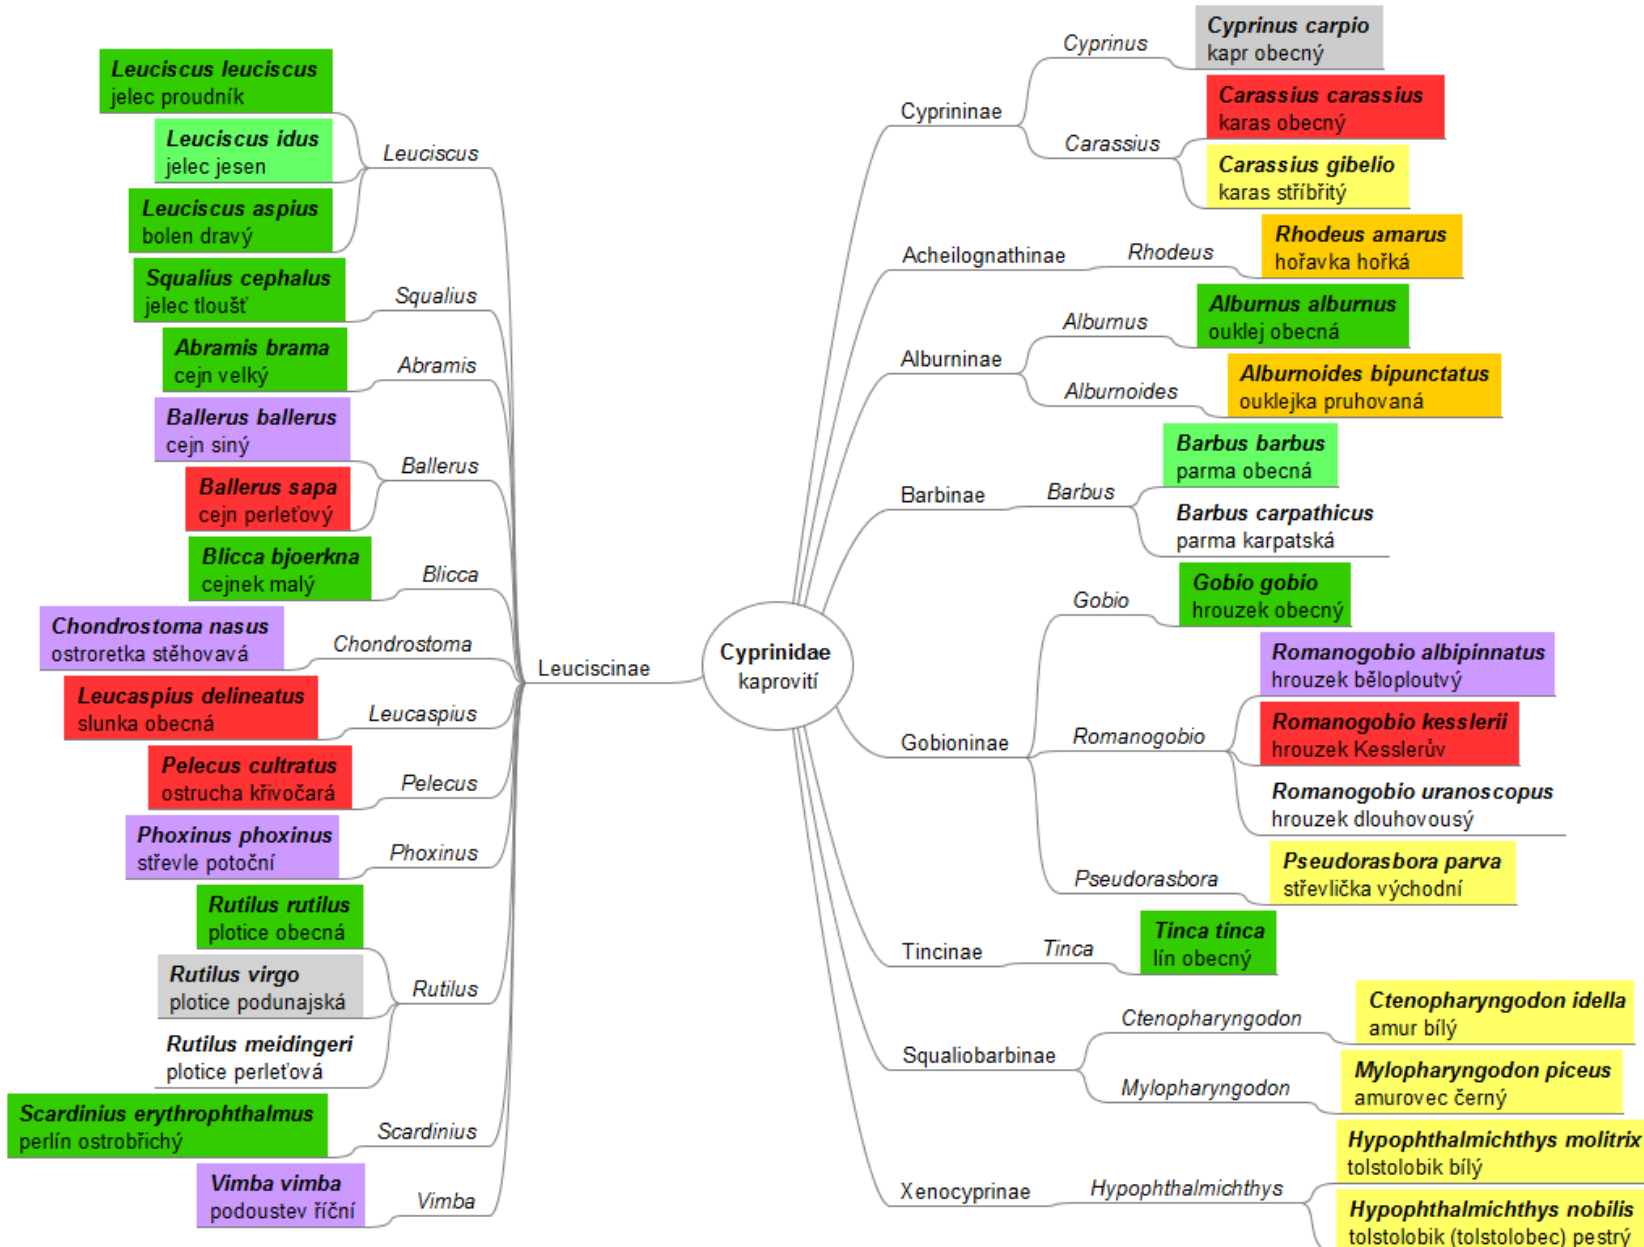 Leuciscus leuciscus
jelec proudník
Leuciscus idus
jelec jesen
Leuciscus aspius
bolen dravý
Leuciscus
Squalius cephalus
jelec tloušť
Squalius
Abramis brama
cejn velký
Abramis
Ballerus ballerus
cejn siný
Ballerus sapa
cejn perleťový
Ballerus
Blicca bjoerkna
cejnek malý
Blicca
Chondrostoma nasus
ostroretka stěhovavá
Chondrostoma
Leucaspius delineatus
slunka obecná
Leucaspius
Pelecus cultratus
ostrucha křivočará
Pelecus
Phoxinus phoxinus
střevle potoční
Phoxinus
Rutilus rutilus
plotice obecná
Rutilus virgo
plotice podunajská
Rutilus meidingeri
plotice perleťová
Rutilus
Scardinius erythrophthalmus
perlín ostrobřichý
Scardinius
Vimba vimba
podoustev říční
Vimba
Leuciscinae
Cyprinidae
kaprovití
Cyprininae
Cyprinus
Cyprinus carpio
kapr obecný
Carassius
Carassius carassius
karas obecný
Carassius gibelio
karas stříbřitý
Acheilognathinae
Rhodeus
Rhodeus amarus
hořavka hořká
Alburninae
Alburnus
Alburnus alburnus
ouklej obecná
Alburnoides
Alburnoides bipunctatus
ouklejka pruhovaná
Barbinae
Barbus
Barbus barbus
parma obecná
Barbus carpathicus
parma karpatská
Gobioninae
Gobio
Gobio gobio
hrouzek obecný
Romanogobio
Romanogobio albipinnatus
hrouzek běloploutvý
Romanogobio kesslerii
hrouzek Kesslerův
Romanogobio uranoscopus
hrouzek dlouhovousý
Pseudorasbora
Pseudorasbora parva
střevlička východní
Tincinae
Tinca
Tinca tinca
lín obecný
Squaliobarbinae
Ctenopharyngodon
Ctenopharyngodon idella
amur bílý
Mylopharyngodon
Mylopharyngodon piceus
amurovec černý
Xenocyprinae
Hypophthalmichthys
Hypophthalmichthys molitrix
tolstolobik bílý
Hypophthalmichthys nobilis
tolstolobik (tolstolobec) pestrý